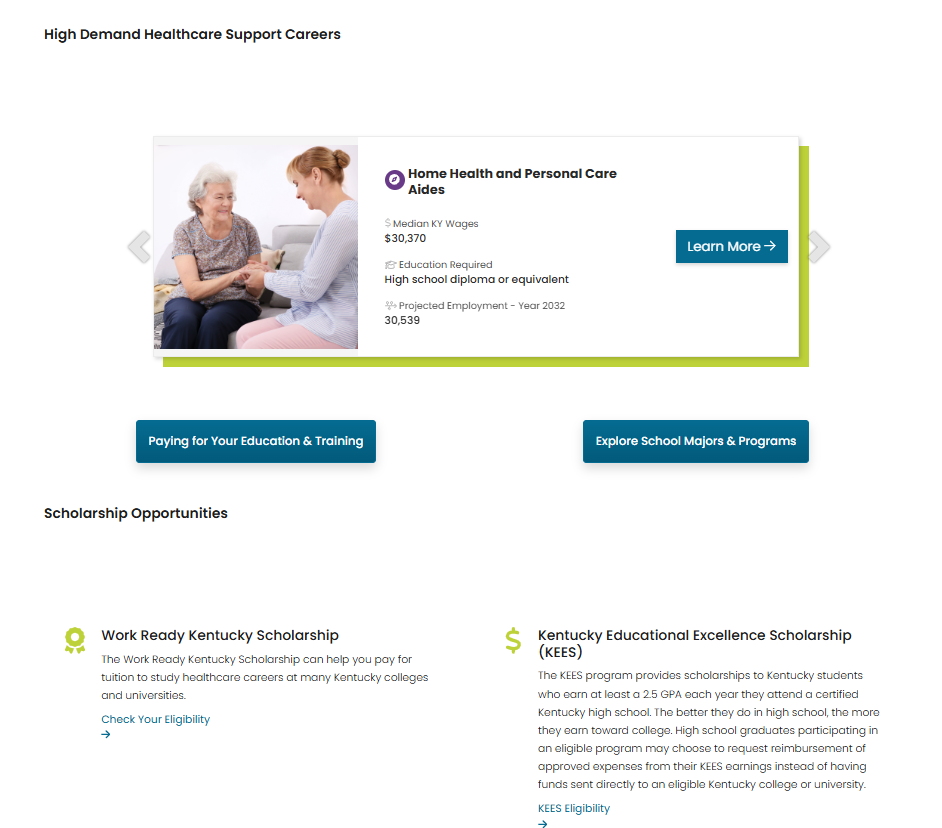 High Demand Healthcare Support Careers
Home Health and Personal Care
Aides
Median KY Wages
$30,370
Education Required
High school diploma or equivalent
Projected Employment - Year 2032
30,539
Learn More
Paying for Your Education & Training
Explore School Majors & Programs
Scholarship Opportunities
Work Ready Kentucky Scholarship
The Work Ready Kentucky Scholarship can help you pay for
tuition to study healthcare careers at many Kentucky colleges
and universities.
Check Your Eligibility
Kentucky Educational Excellence Scholarship
(KEES)
The KEES program provides scholarships to Kentucky students
who earn at least a 2.5 GPA each year they attend a certified
Kentucky high school. The better they do in high school, the more
they earn toward college. High school graduates participating in
an eligible program may choose to request reimbursement of
approved expenses from their KEES earnings instead of having
funds sent directly to an eligible Kentucky college or university.
KEES Eligibility